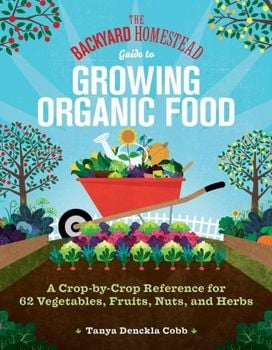 THE
BACKYARD HOMESTEAD
Guide to
GROWING
ORGANIC FOOD
A Crop-by-Crop Reference for
62 Vegetables, Fruits, Nuts, and Herbs
Tanya Denckla Cobb